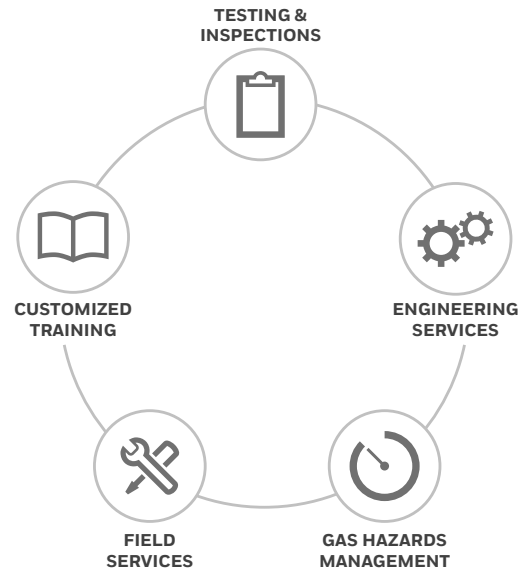 TESTING &
INSPECTIONS
CUSTOMIZED
TRAINING
ENGINEERING
SERVICES
FIELD
SERVICES
GAS HAZARDS
MANAGEMENT